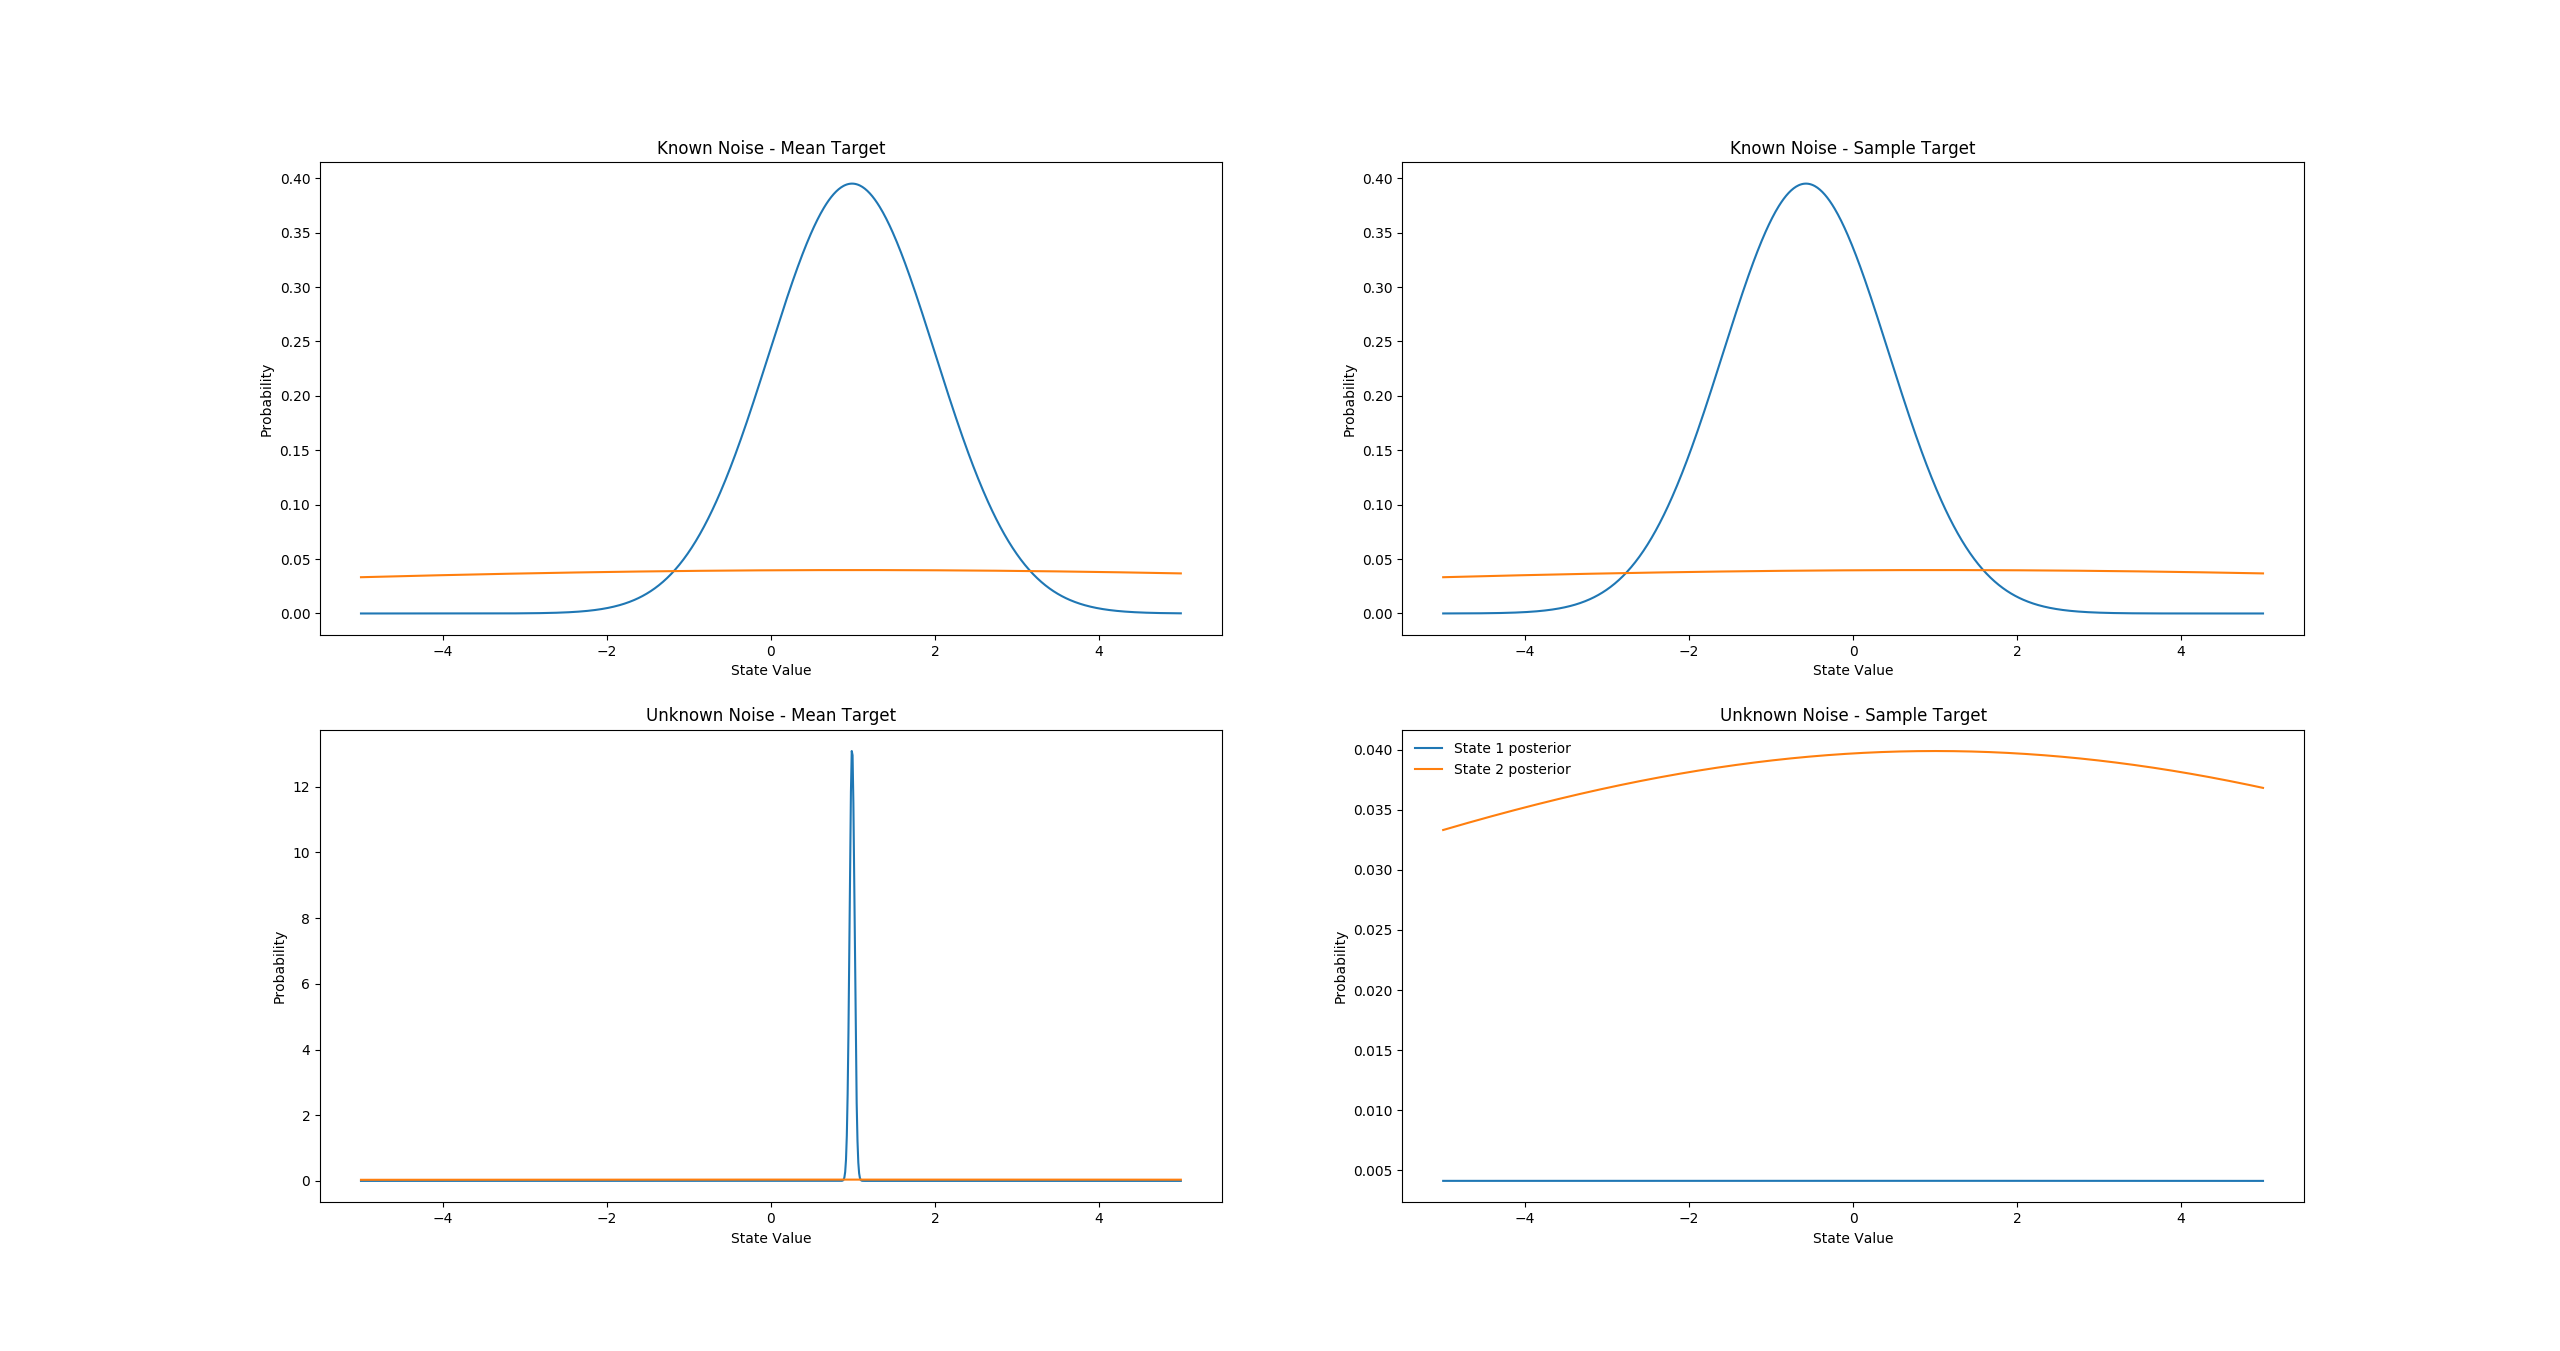 Known Noise - Mean Target
0.40
0.35
0.30
0.25
0.20
0.15
0.10
0.05
0.00
Probability
−4 −2 0 2 4
State Value
Known Noise - Sample Target
0.40
0.35
0.30
0.25
0.20
0.15
0.10
0.05
0.00
Probability
−4 −2 0 2 4
State Value
Unknown Noise - Mean Target
12
10
8
6
4
2
0
Probability
−4 −2 0 2 4
State Value
Unknown Noise - Sample Target
State 1 posterior
State 2 posterior
0.040
0.035
0.030
0.025
0.020
0.015
0.010
0.005
Probability
−4 −2 0 2 4
State Value